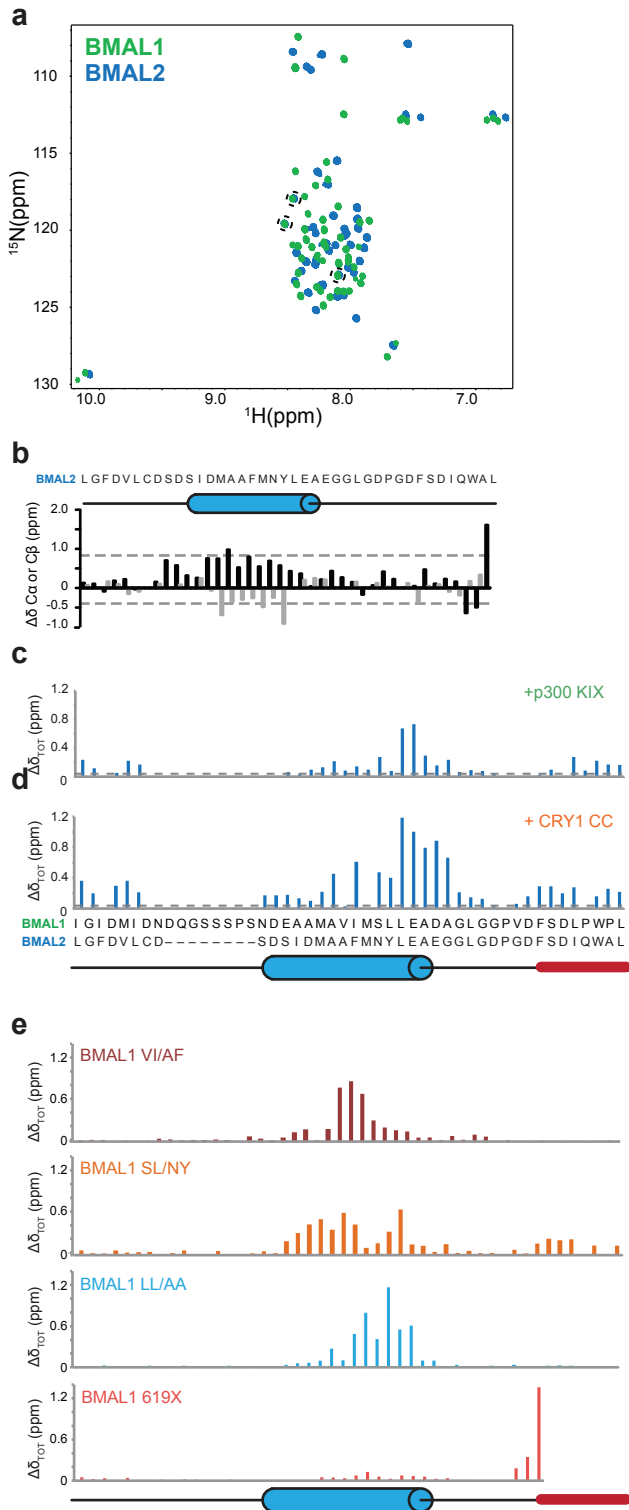 a
BMAL1
BMAL2
110
115
120
125
130
¹⁵N(ppm)
10.0 9.0 8.0 7.0
¹H(ppm)
b
BMAL2 LGFDVLCDSDSIDMAAFMNYLEAEGGLGDPGDFSDIQWAL
2.0
1.0
0
-0.5
-1.0
Δδ Cα or Cβ (ppm)
c
1.2
0.8
0.4
0
ΔδTOT (ppm)
+p300 KIX
d
1.2
0.8
0.4
0
ΔδTOT (ppm)
+ CRY1 CC
BMAL1 IGIDMIDNDQGSSSPSNDEAAMAVIMSLLEADAGLGGPVDFSDLPWPL
BMAL2 LGFDVLCD--------SDSIDMAAFMNYLEAEGGLGDPGDFSDIQWAL
e
BMAL1 VI/AF
1.2
0.6
0
ΔδTOT (ppm)
BMAL1 SL/NY
1.2
0.6
0
ΔδTOT (ppm)
BMAL1 LL/AA
1.2
0.6
0
ΔδTOT (ppm)
BMAL1 619X
1.2
0.6
0
ΔδTOT (ppm)